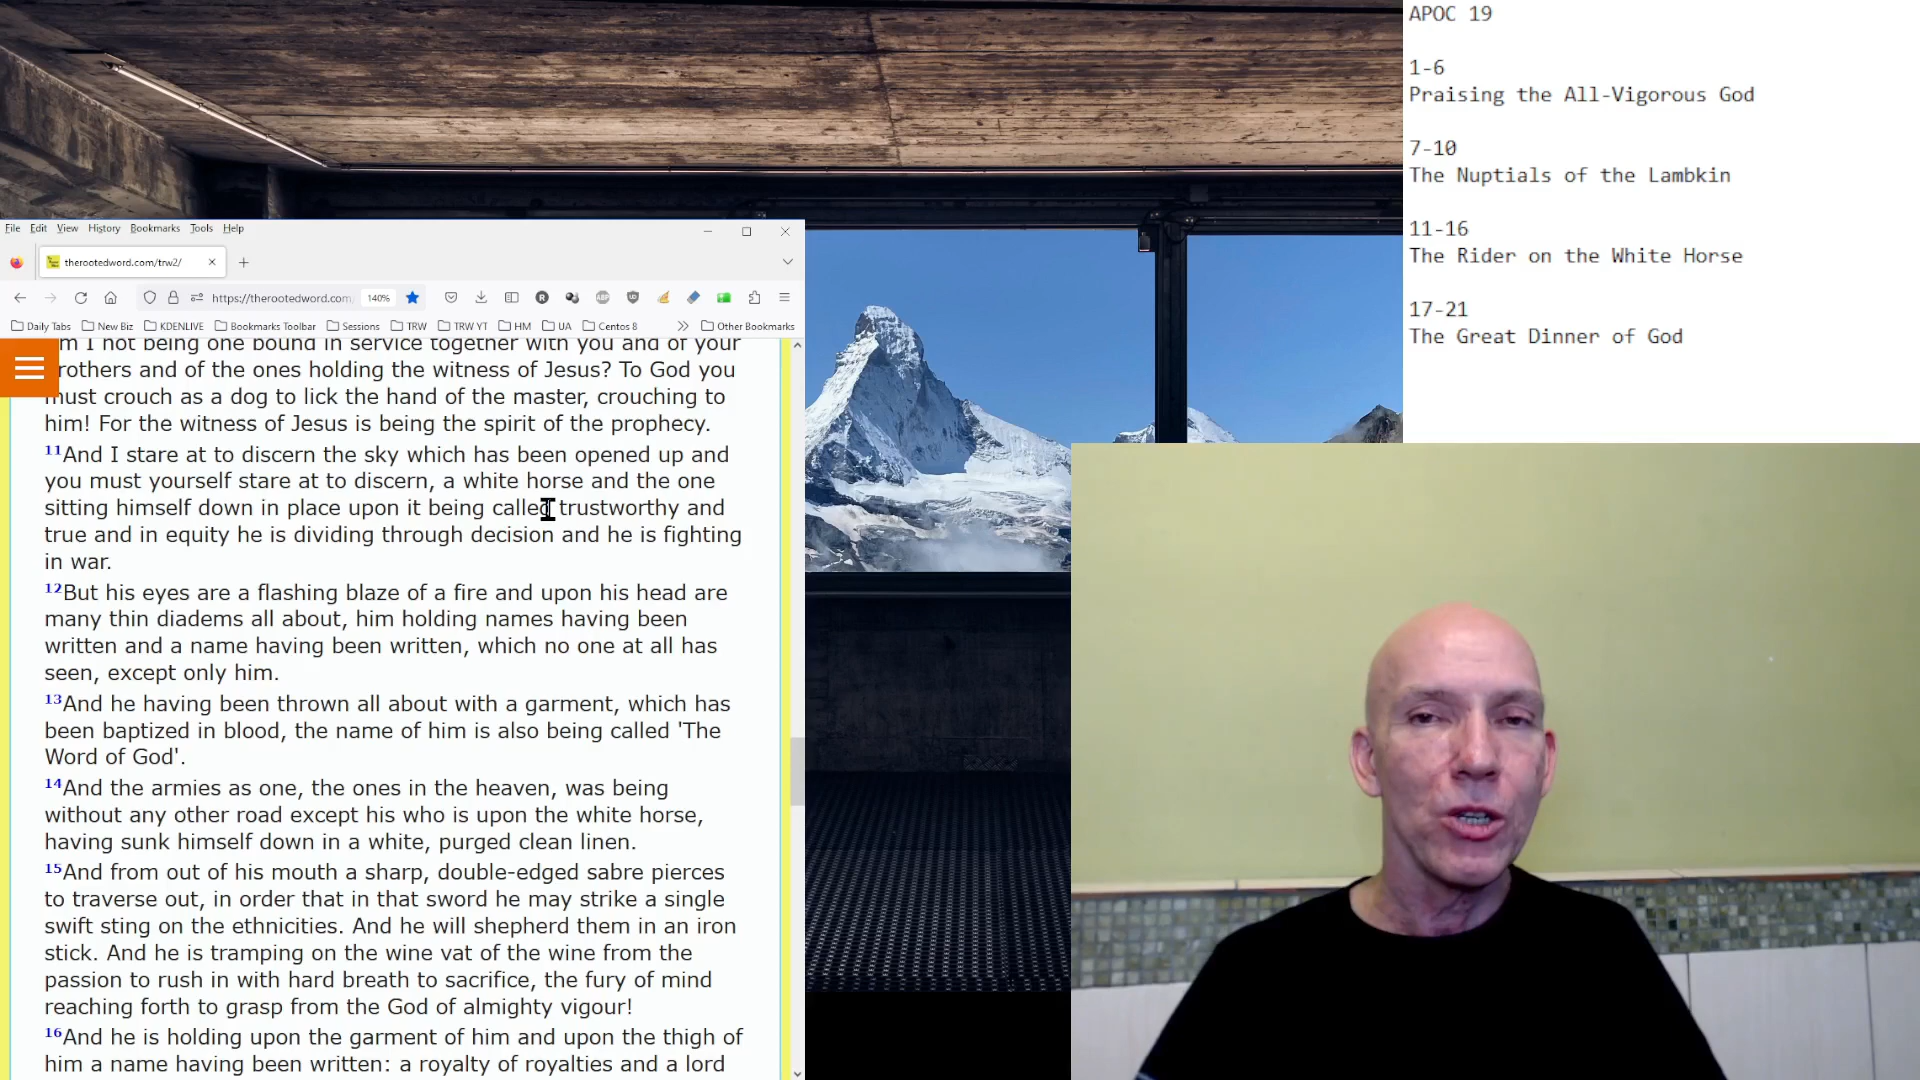 APOC 19
1-6
Praising the All-Vigorous God
7-10
The Nuptials of the Lambkin
11-16
The Rider on the White Horse
17-21
The Great Dinner of God
File Edit View History Bookmarks Tools Help
therootedword.com/trw2/
https://therootedword.com 140%
Daily Tabs New Biz KDENLIVE Bookmarks Toolbar Sessions TRW TRW YT HM UA Centos 8 Other Bookmarks
m I not being one bound in service together with you and of your
rothers and of the ones holding the witness of Jesus? To God you
must crouch as a dog to lick the hand of the master, crouching to
him! For the witness of Jesus is being the spirit of the prophecy.
11And I stare at to discern the sky which has been opened up and
you must yourself stare at to discern, a white horse and the one
sitting himself down in place upon it being called trustworthy and
true and in equity he is dividing through decision and he is fighting
in war.
12But his eyes are a flashing blaze of a fire and upon his head are
many thin diadems all about, him holding names having been
written and a name having been written, which no one at all has
seen, except only him.
13And he having been thrown all about with a garment, which has
been baptized in blood, the name of him is also being called 'The
Word of God'.
14And the armies as one, the ones in the heaven, was being
without any other road except his who is upon the white horse,
having sunk himself down in a white, purged clean linen.
15And from out of his mouth a sharp, double-edged sabre pierces
to traverse out, in order that in that sword he may strike a single
swift sting on the ethnicities. And he will shepherd them in an iron
stick. And he is tramping on the wine vat of the wine from the
passion to rush in with hard breath to sacrifice, the fury of mind
reaching forth to grasp from the God of almighty vigour!
16And he is holding upon the garment of him and upon the thigh of
him a name having been written: a royalty of royalties and a lord